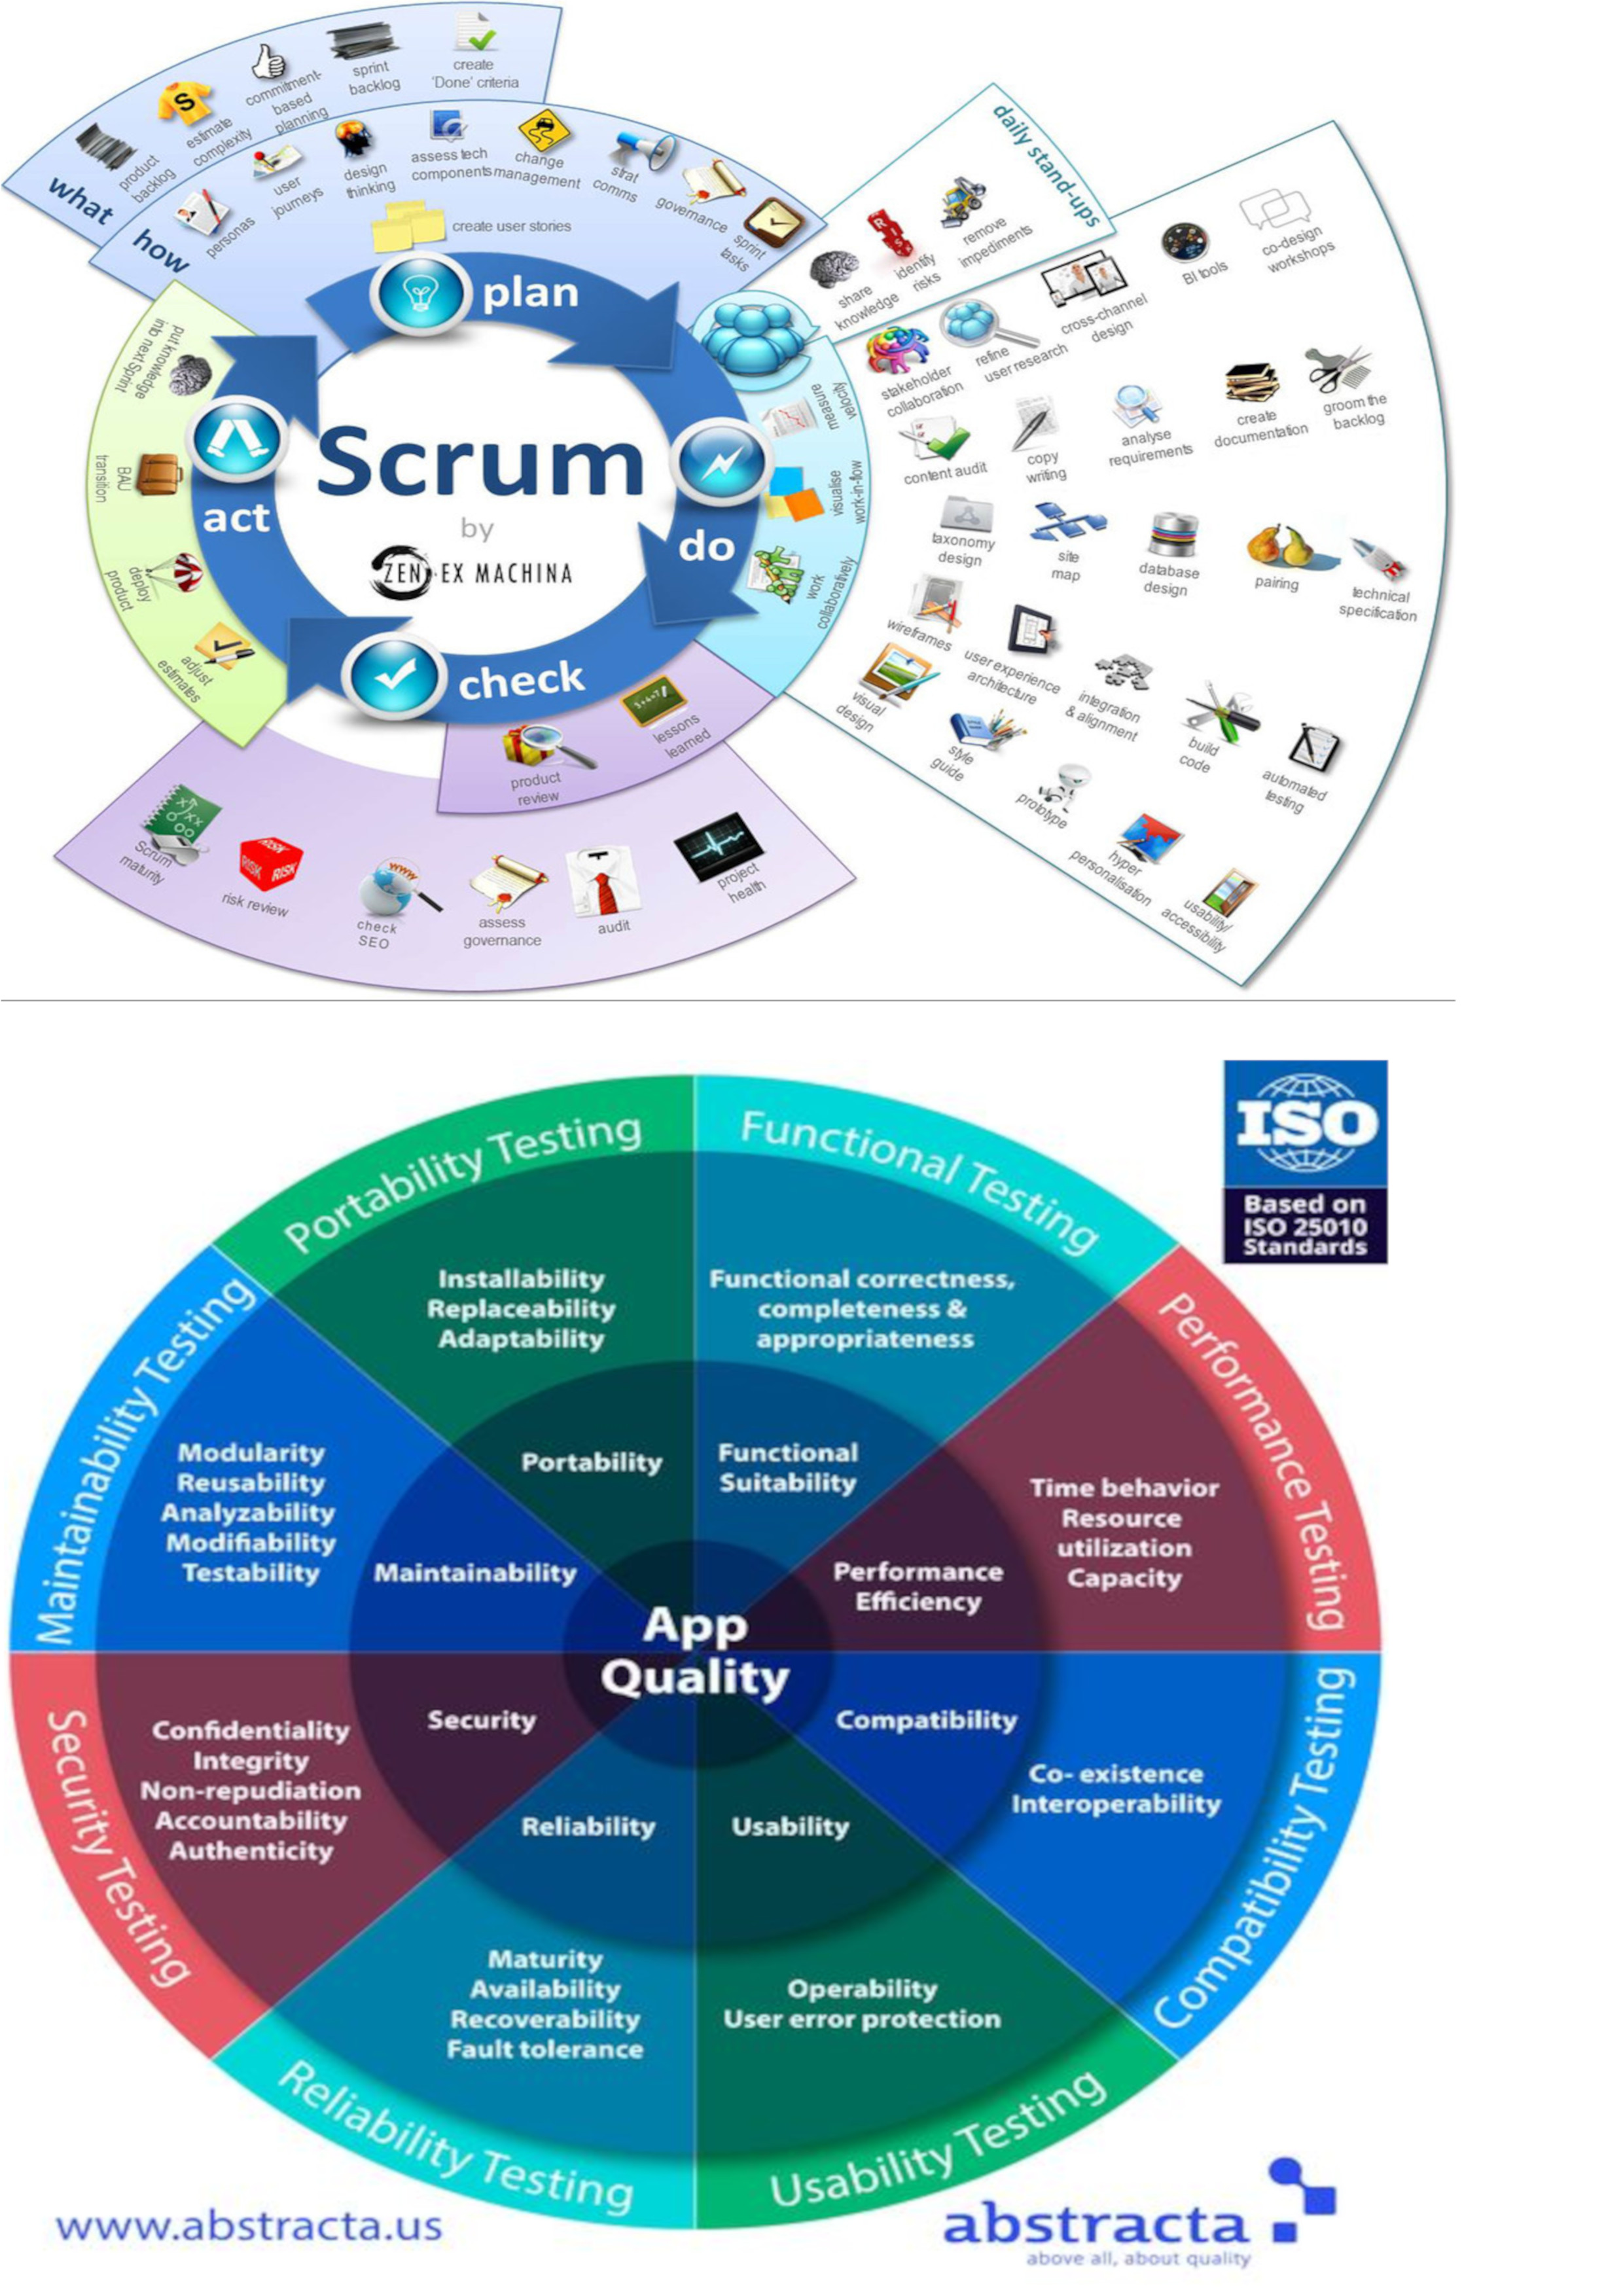 create
'Done' criteria
sprint
backlog
commitment-
based
planning
estimate
complexity
product
backlog
what
how
personas
user
journeys
design
thinking
assess tech
components
change
management
strat
comms
governance
sprint
tasks
create user stories
daily stand-ups
share
knowledge
identify
risks
remove
impediments
RISK
S
plan
do
check
act
Scrum
by
ZEN EX MACHINA
put knowledge
into next Sprint
BAU
transition
deploy
product
adjust
estimates
measure
velocity
visualise
work-in-flow
work
collaboratively
product
review
lessons
learned
stakeholder
collaboration
refine
user research
cross-channel
design
BI tools
co-design
workshops
content audit
copy
writing
analyse
requirements
create
documentation
groom the
backlog
taxonomy
design
site
map
database
design
pairing
technical
specification
wireframes
user experience
architecture
integration
& alignment
build
code
automated
testing
visual
design
style
guide
prototype
hyper
personalisation
usability/
accessibility
Scrum
maturity
RISK
RISK
RISK
risk review
www
check
SEO
assess
governance
audit
project
health
ISO
Based on
ISO 25010
Standards
Portability Testing
Functional Testing
Performance Testing
Compatibility Testing
Usability Testing
Reliability Testing
Security Testing
Maintainability Testing
Installability
Replaceability
Adaptability
Functional correctness,
completeness &
appropriateness
Modularity
Reusability
Analyzability
Modifiability
Testability
Portability
Functional
Suitability
Time behavior
Resource
utilization
Capacity
Maintainability
Performance
Efficiency
App
Quality
Security
Compatibility
Confidentiality
Integrity
Non-repudiation
Accountability
Authenticity
Co- existence
Interoperability
Reliability
Usability
Maturity
Availability
Recoverability
Fault tolerance
Operability
User error protection
www.abstracta.us
abstracta
above all, about quality